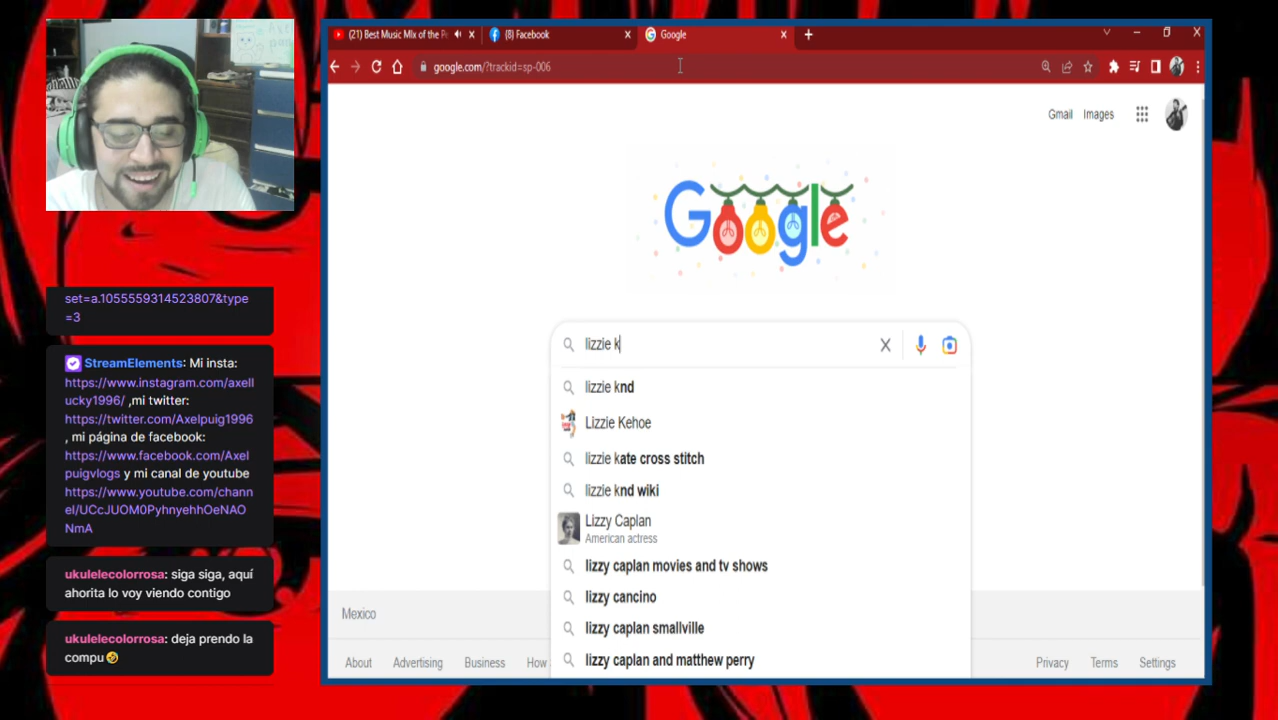 (21) Best Music MIx of the P
(8) Facebook
Google
google.com/?trackid=sp-006
Gmail
Images
Google
lizzie k
lizzie knd
Lizzie Kehoe
lizzie kate cross stitch
lizzie knd wiki
Lizzy Caplan
American actress
lizzy caplan movies and tv shows
lizzy cancino
lizzy caplan smallville
lizzy caplan and matthew perry
Mexico
About
Advertising
Business
How
Privacy
Terms
Settings
set=a.1055559314523807&type
=3
StreamElements: Mi insta:
https://www.instagram.com/axell
ucky1996/ ,mi twitter:
https://twitter.com/Axelpuig1996
, mi página de facebook:
https://www.facebook.com/Axel
puigvlogs y mi canal de youtube
https://www.youtube.com/chann
el/UCcJUOM0PyhnyehhOeNAO
NmA
ukulelecolorrosa: siga siga, aquí
ahorita lo voy viendo contigo
ukulelecolorrosa: deja prendo la
compu🤣